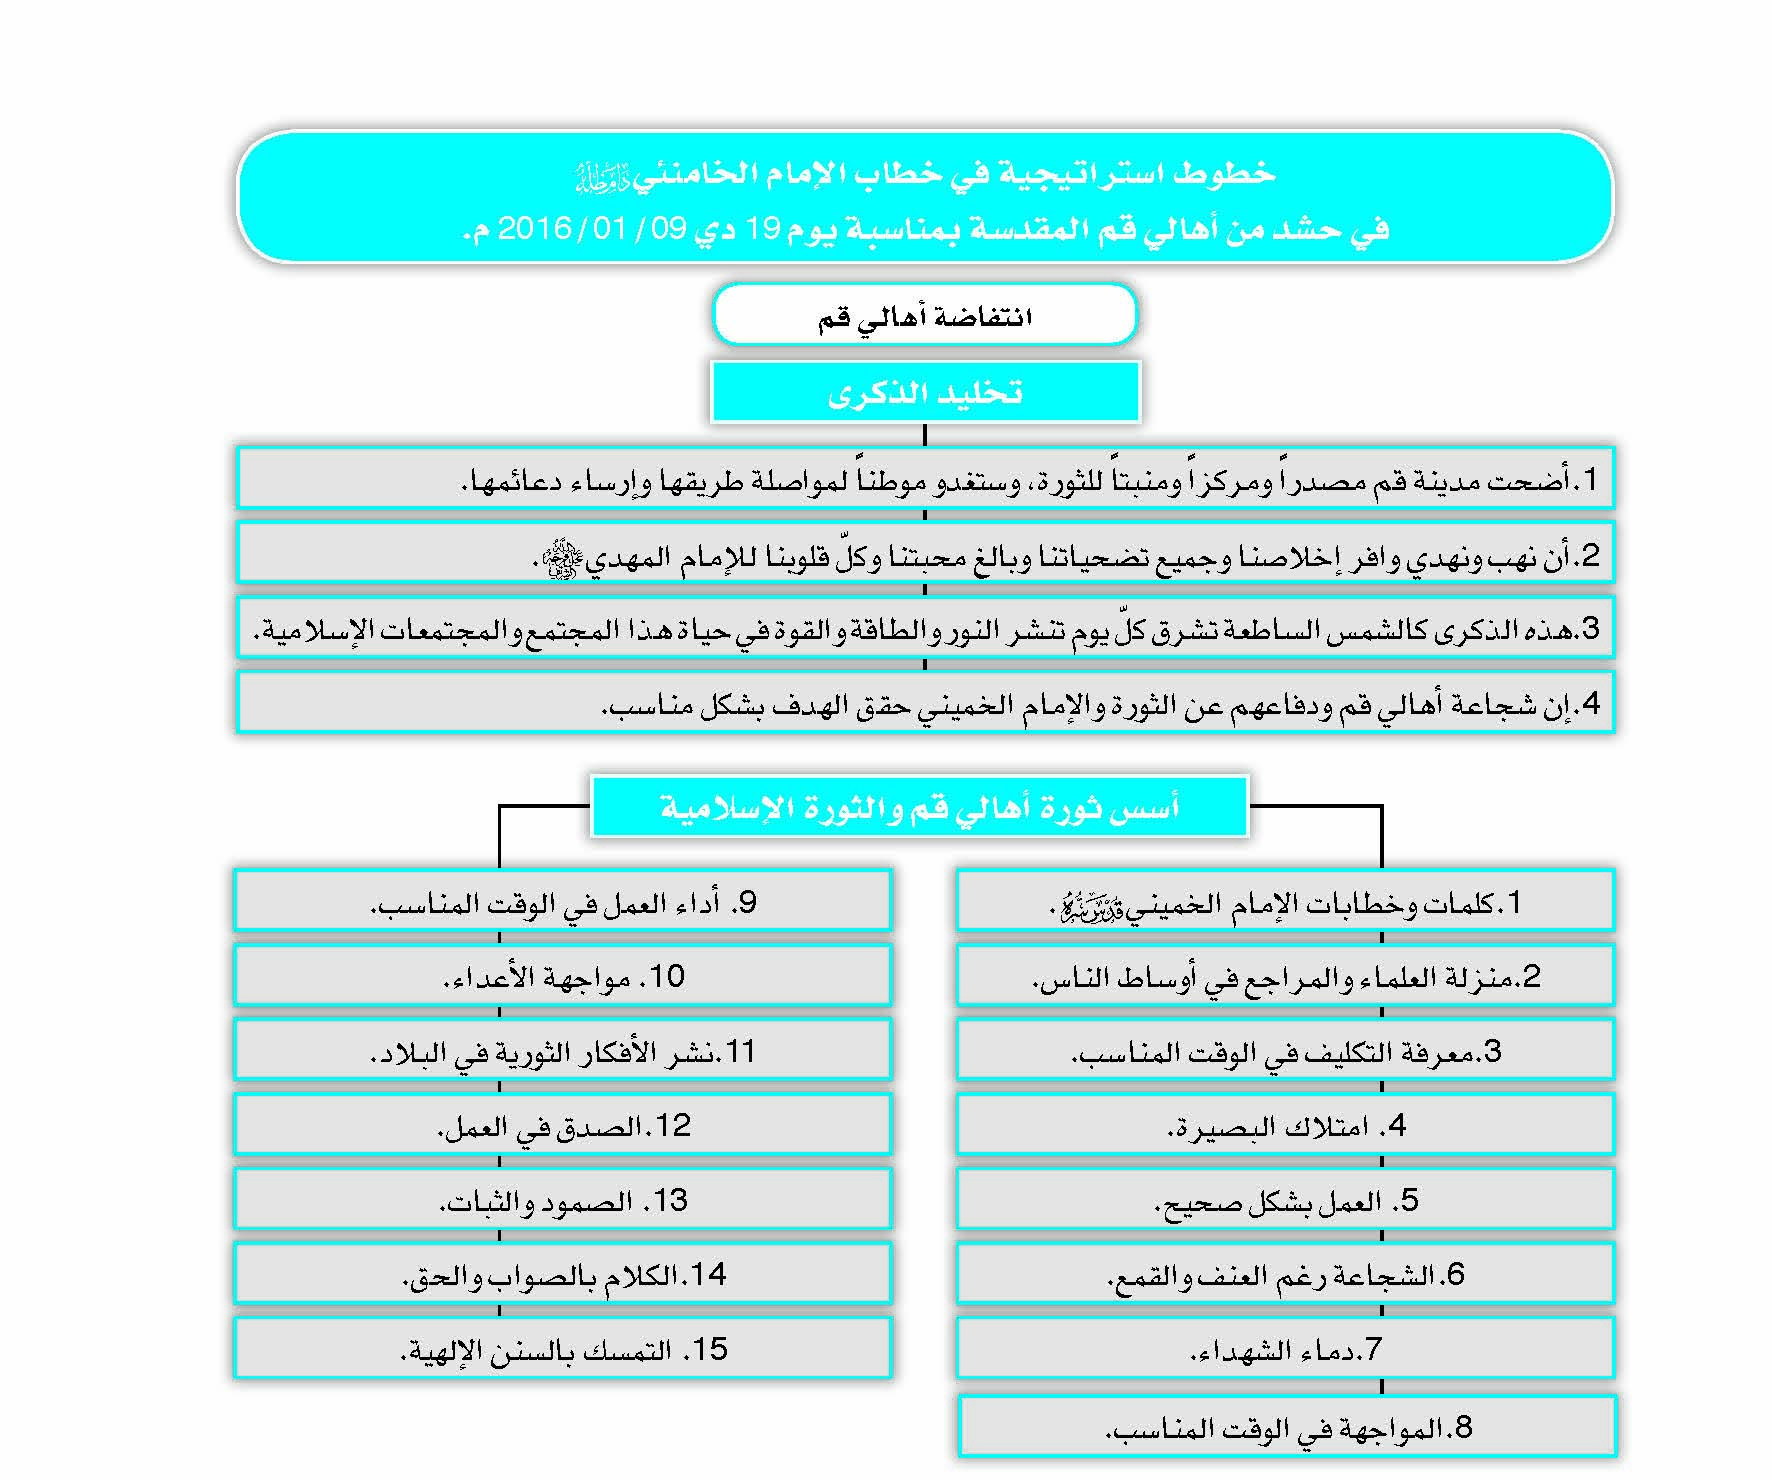 خطوط استراتيجية في خطاب الإمام الخامنئي دام ظله
في حشد من أهالي قم المقدسة بمناسبة يوم 19 دي 09 / 01 / 2016 م.
انتفاضة أهالي قم
تخليد الذكرى
1.أضحت مدينة قم مصدراً ومركزاً ومنبتاً للثورة، وستغدو موطناً لمواصلة طريقها وإرساء دعائمها.
2.أن نهب ونهدي وافر إخلاصنا وجميع تضحياتنا وبالغ محبتنا وكلّ قلوبنا للإمام المهدي.
3.هذه الذكرى كالشمس الساطعة تشرق كلّ يوم تنشر النور والطاقة والقوة في حياة هذا المجتمع والمجتمعات الإسلامية.
4.إن شجاعة أهالي قم ودفاعهم عن الثورة والإمام الخميني حقق الهدف بشكل مناسب.
أسس ثورة أهالي قم والثورة الإسلامية
1.كلمات وخطابات الإمام الخميني قدس سره.
2.منزلة العلماء والمراجع في أوساط الناس.
3.معرفة التكليف في الوقت المناسب.
4. امتلاك البصيرة.
5. العمل بشكل صحيح.
6.الشجاعة رغم العنف والقمع.
7.دماء الشهداء.
8.المواجهة في الوقت المناسب.
9. أداء العمل في الوقت المناسب.
10. مواجهة الأعداء.
11.نشر الأفكار الثورية في البلاد.
12.الصدق في العمل.
13. الصمود والثبات.
14.الكلام بالصواب والحق.
15. التمسك بالسنن الإلهية.